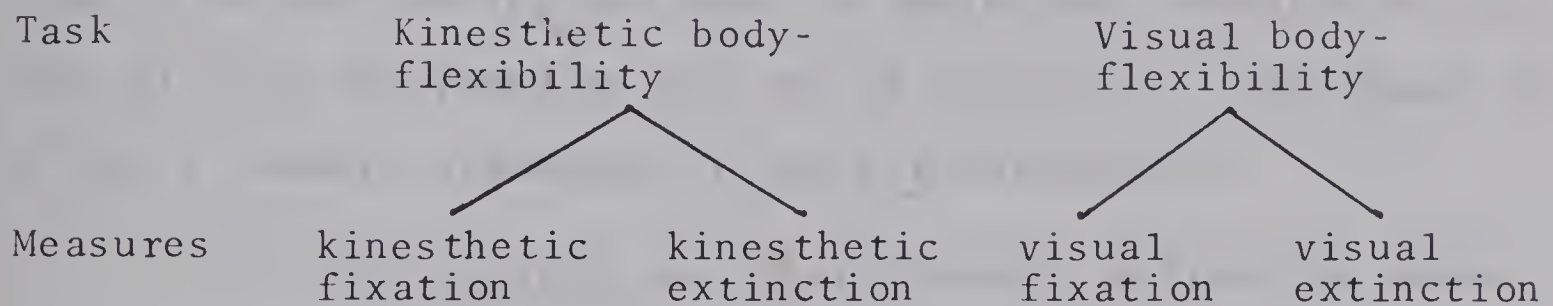 Task Kinesthetic body- Visual body-
flexibility flexibility
Measures kinesthetic kinesthetic visual visual
fixation extinction fixation extinction